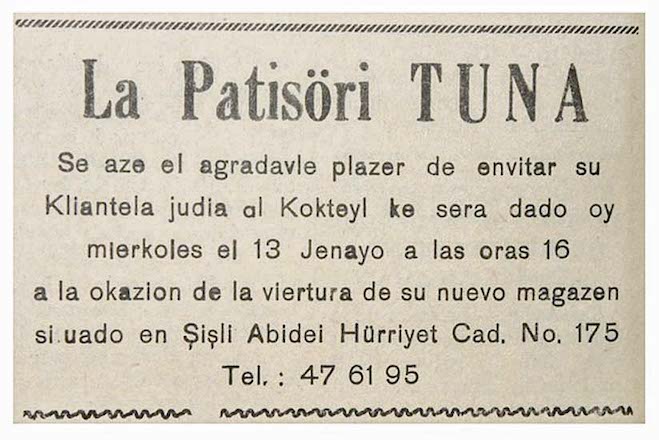 La Patisöri TUNA
Se aze el agradavle plazer de envitar su
Kliantela judia al Kokteyl ke sera dado oy
mierkoles el 13 Jenayo a las oras 16
a la okazion de la viertura de su nuevo magazen
si.uado en Şişli Abidei Hürriyet Cad. No. 175
Tel. : 47 61 95